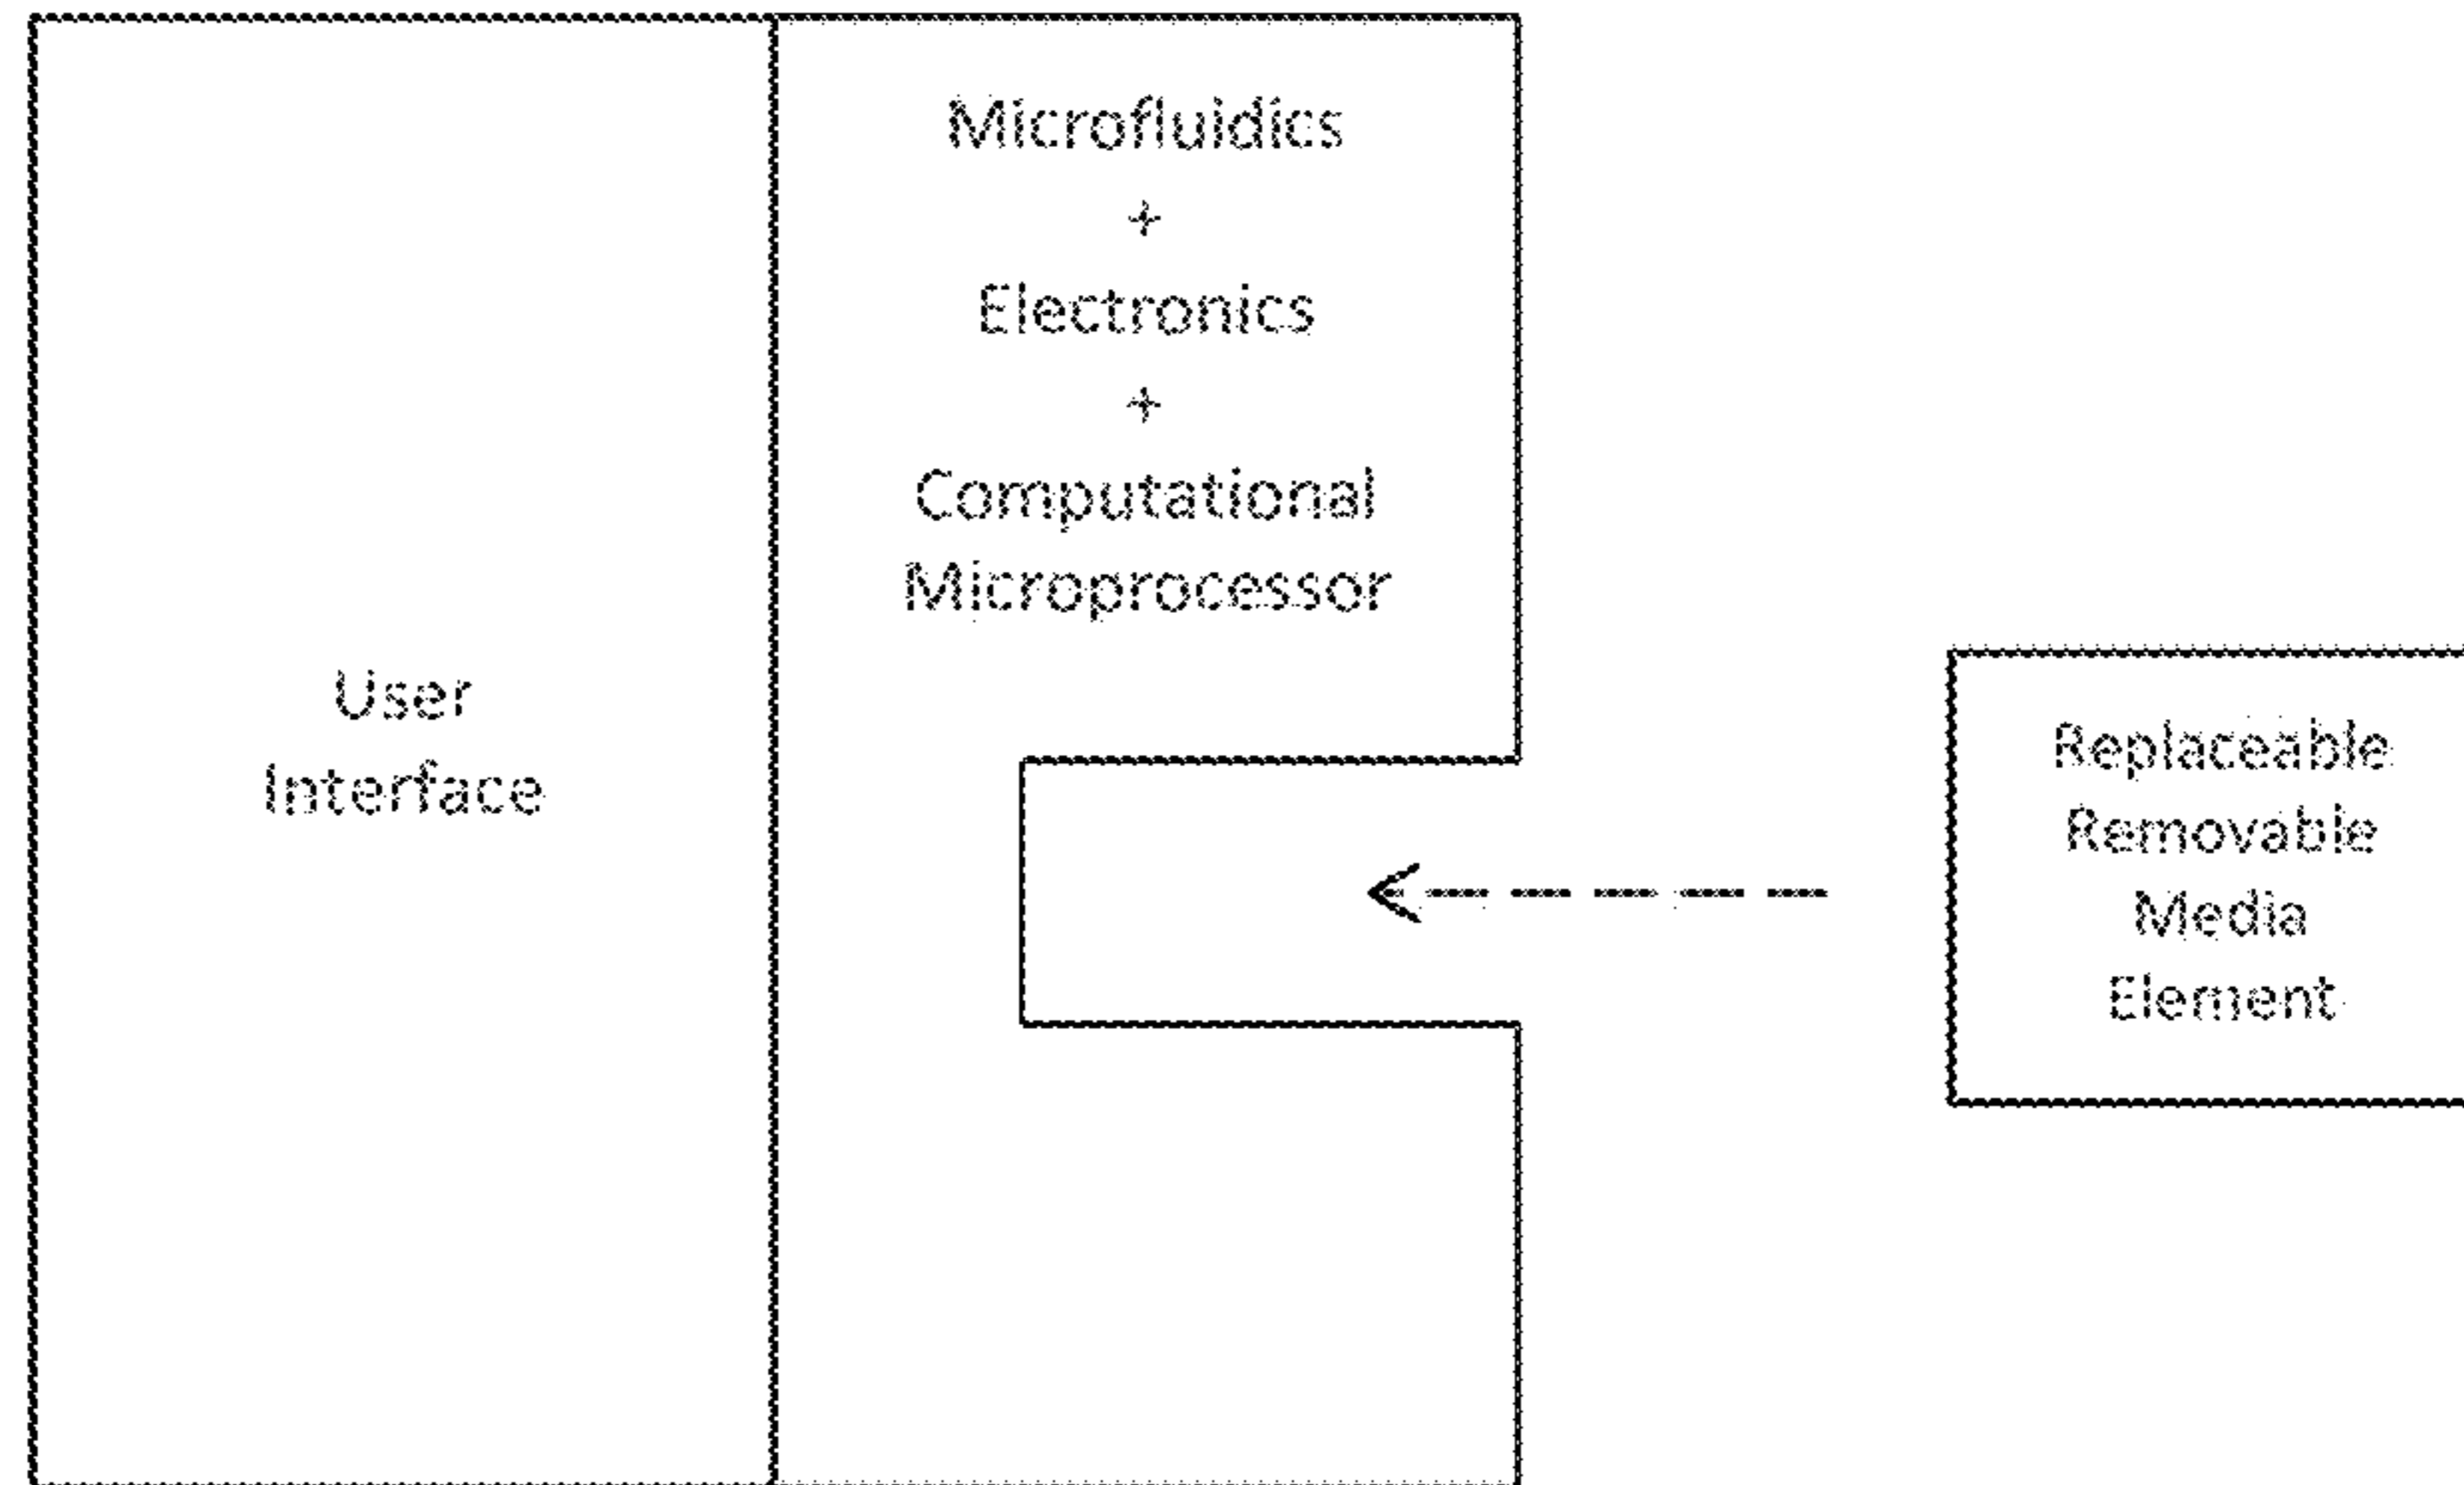 User
Interface
Microfluidics
+
Electronics
+
Computational
Microprocessor
Replaceable
Removable
Media
Element